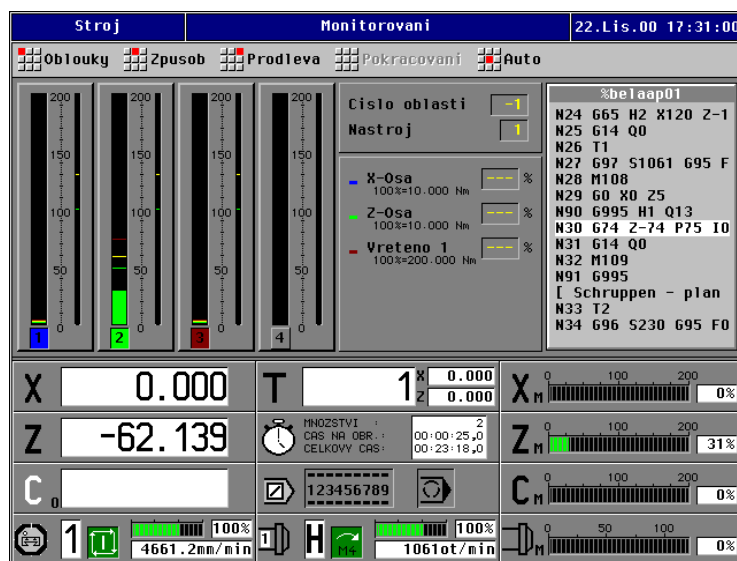 Stroj Monitorovani 22.Lis.00 17:31:00
Oblouky Zpusob Prodleva Pokracovani Auto
200 200 200 200
150 150 150 150
100 100 100 100
50 50 50 50
0 0 0 0
1 2 3 4
Cislo oblasti -1
Nastroj 1
X-Osa --- %
100%=10.000 Nm
Z-Osa --- %
100%=10.000 Nm
Vreteno 1 --- %
100%=200.000 Nm
%belaap01
N24 G65 H2 X120 Z-1
N25 G14 Q0
N26 T1
N27 G97 S1061 G95 F
N28 M108
N29 G0 X0 Z5
N90 G995 H1 Q13
N30 G74 Z-74 P75 I0
N31 G14 Q0
N32 M109
N91 G995
[ Schruppen - plan
N33 T2
N34 G96 S230 G95 F0
X 0.000 T 1 X 0.000 Z 0.000 X M 0 100 200 0%
Z -62.139
MNOZSTVI : 2
CAS NA OBR.: 00:00:25,0
CELKOVY CAS: 00:23:18,0
Z M 0 100 200 31%
C 0 123456789 C M 0 100 200 0%
1 100% 4661.2mm/min 1 H M4 100% 1061ot/min M 0 50 100 0%